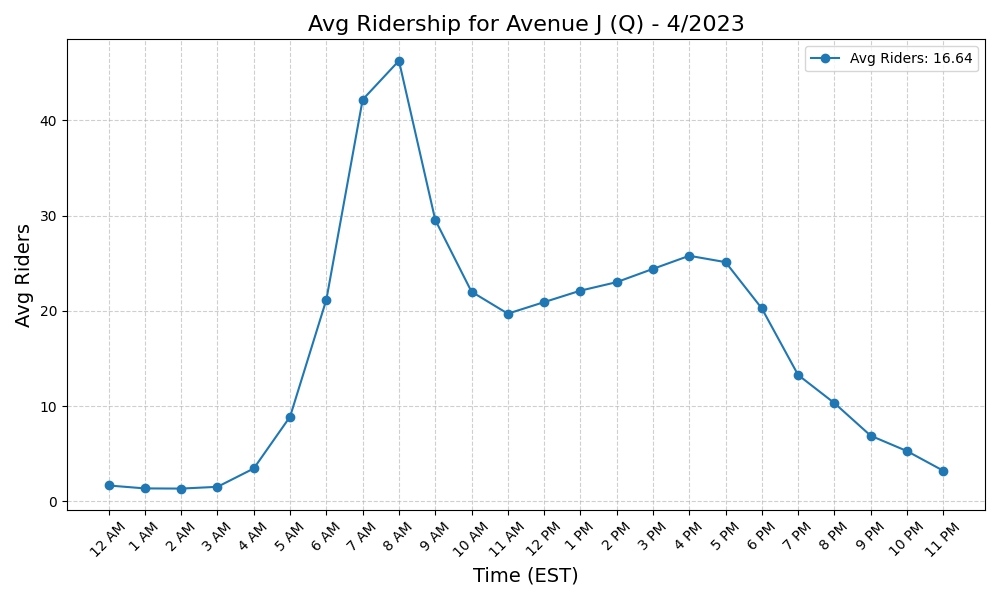 Avg Ridership for Avenue J (Q) - 4/2023
Avg Riders: 16.64
Avg Riders
40
30
20
10
0
12 AM
1 AM
2 AM
3 AM
4 AM
5 AM
6 AM
7 AM
8 AM
9 AM
10 AM
11 AM
12 PM
1 PM
2 PM
3 PM
4 PM
5 PM
6 PM
7 PM
8 PM
9 PM
10 PM
11 PM
Time (EST)